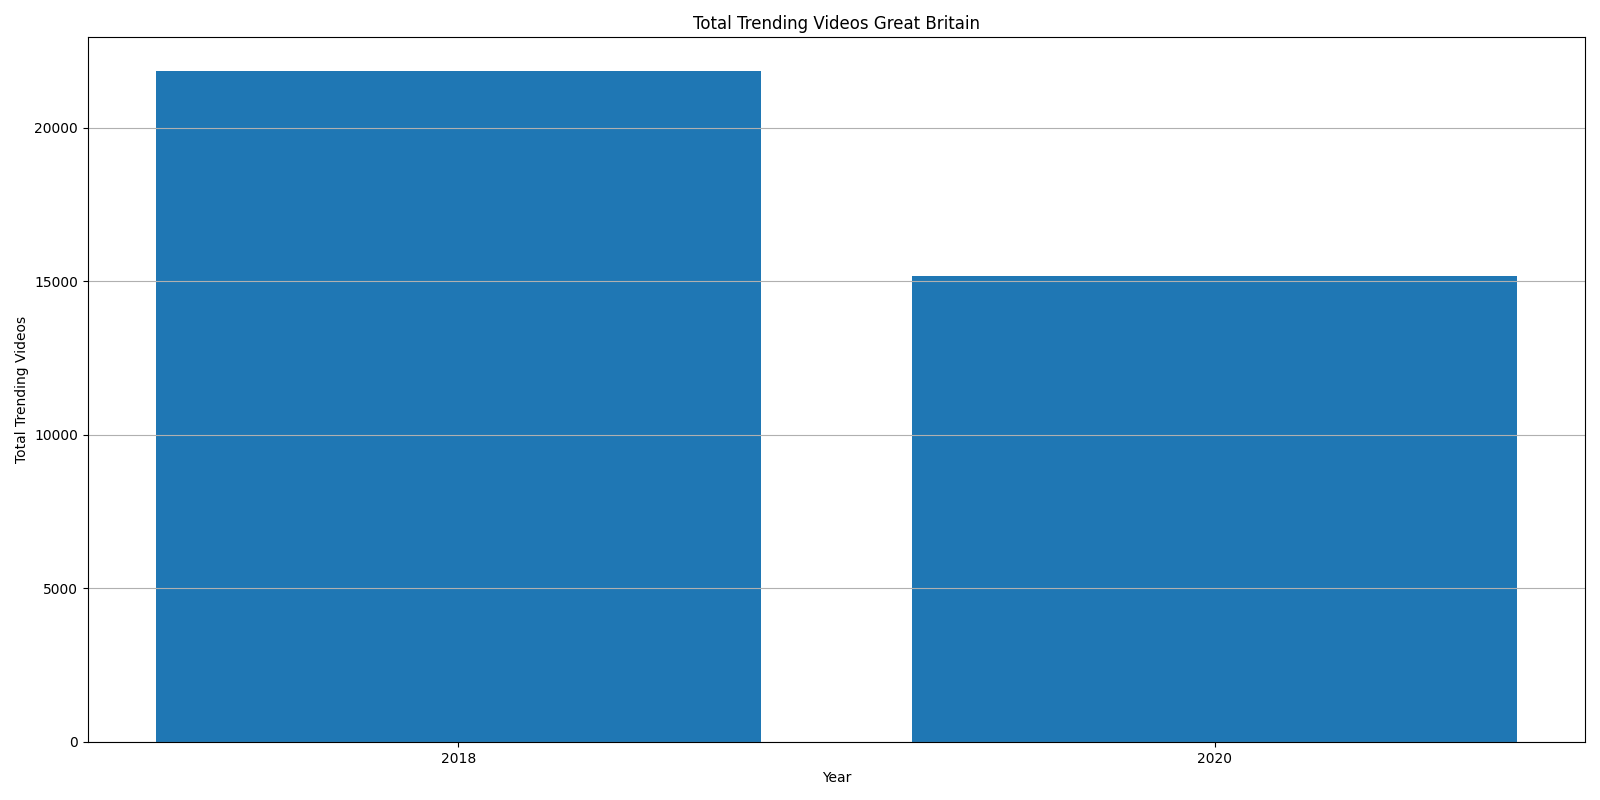 Total Trending Videos Great Britain
Total Trending Videos
20000
15000
10000
5000
0
2018
2020
Year